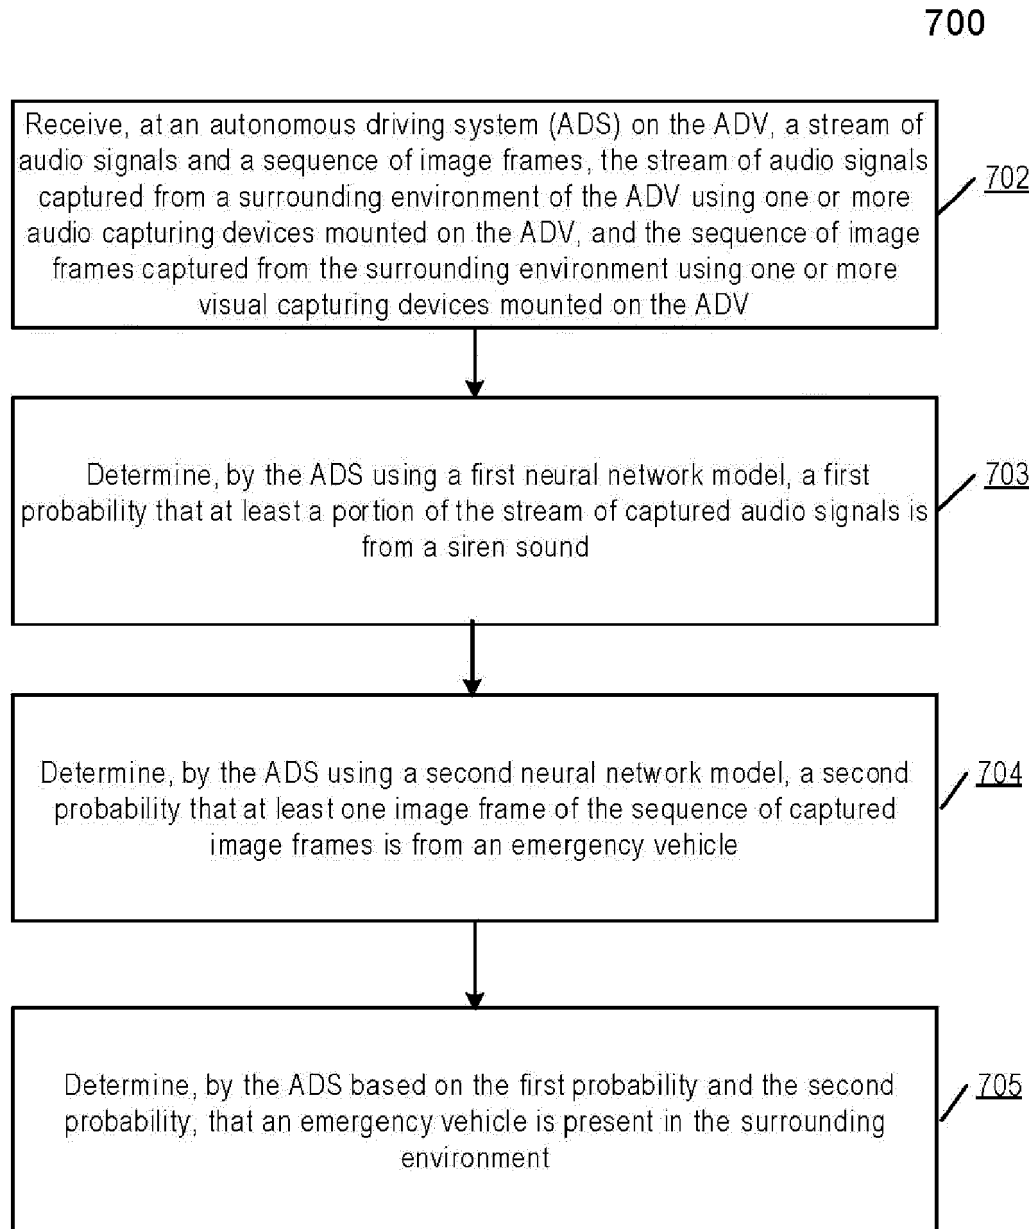 700
Receive, at an autonomous driving system (ADS) on the ADV, a stream of
audio signals and a sequence of image frames, the stream of audio signals
captured from a surrounding environment of the ADV using one or more
audio capturing devices mounted on the ADV, and the sequence of image
frames captured from the surrounding environment using one or more
visual capturing devices mounted on the ADV
702
Determine, by the ADS using a first neural network model, a first
probability that at least a portion of the stream of captured audio signals is
from a siren sound
703
Determine, by the ADS using a second neural network model, a second
probability that at least one image frame of the sequence of captured
image frames is from an emergency vehicle
704
Determine, by the ADS based on the first probability and the second
probability, that an emergency vehicle is present in the surrounding
environment
705